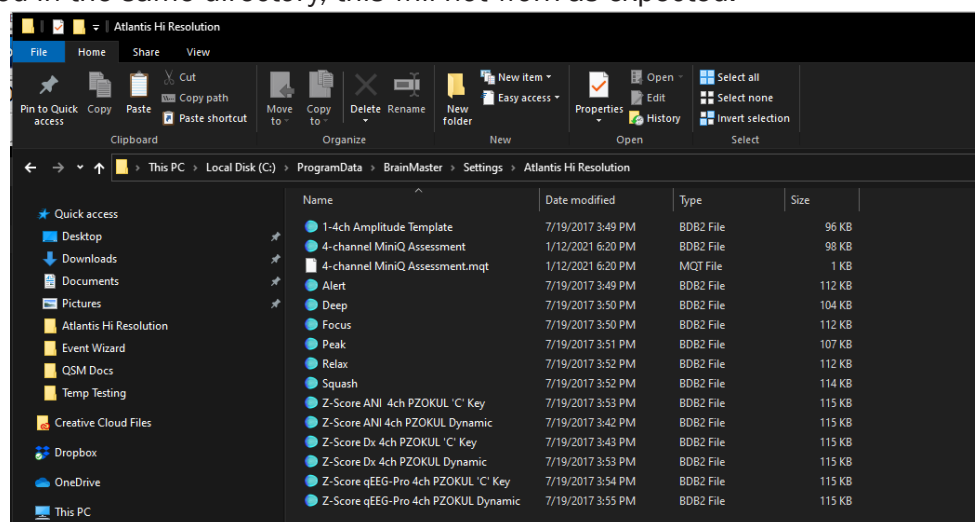 ed in the same directory, this will not work as expected.
Atlantis Hi Resolution
File Home Share View
Pin to Quick access
Copy
Paste
Cut
Copy path
Paste shortcut
Move to
Copy to
Delete
Rename
New folder
New item
Easy access
Properties
Open
Edit
History
Select all
Select none
Invert selection
Clipboard Organize New Open Select
This PC › Local Disk (C:) › ProgramData › BrainMaster › Settings › Atlantis Hi Resolution
Quick access
Desktop
Downloads
Documents
Pictures
Atlantis Hi Resolution
Event Wizard
QSM Docs
Temp Testing
Creative Cloud Files
Dropbox
OneDrive
This PC
Name Date modified Type Size
1-4ch Amplitude Template 7/19/2017 3:49 PM BDB2 File 96 KB
4-channel MiniQ Assessment 1/12/2021 6:20 PM BDB2 File 98 KB
4-channel MiniQ Assessment.mqt 1/12/2021 6:20 PM MQT File 1 KB
Alert 7/19/2017 3:49 PM BDB2 File 112 KB
Deep 7/19/2017 3:50 PM BDB2 File 104 KB
Focus 7/19/2017 3:50 PM BDB2 File 112 KB
Peak 7/19/2017 3:51 PM BDB2 File 107 KB
Relax 7/19/2017 3:52 PM BDB2 File 112 KB
Squash 7/19/2017 3:52 PM BDB2 File 114 KB
Z-Score ANI  4ch PZOKUL 'C' Key 7/19/2017 3:53 PM BDB2 File 115 KB
Z-Score ANI 4ch PZOKUL Dynamic 7/19/2017 3:42 PM BDB2 File 115 KB
Z-Score Dx 4ch PZOKUL 'C' Key 7/19/2017 3:43 PM BDB2 File 115 KB
Z-Score Dx 4ch PZOKUL Dynamic 7/19/2017 3:53 PM BDB2 File 115 KB
Z-Score qEEG-Pro 4ch PZOKUL 'C' Key 7/19/2017 3:54 PM BDB2 File 115 KB
Z-Score qEEG-Pro 4ch PZOKUL Dynamic 7/19/2017 3:55 PM BDB2 File 115 KB